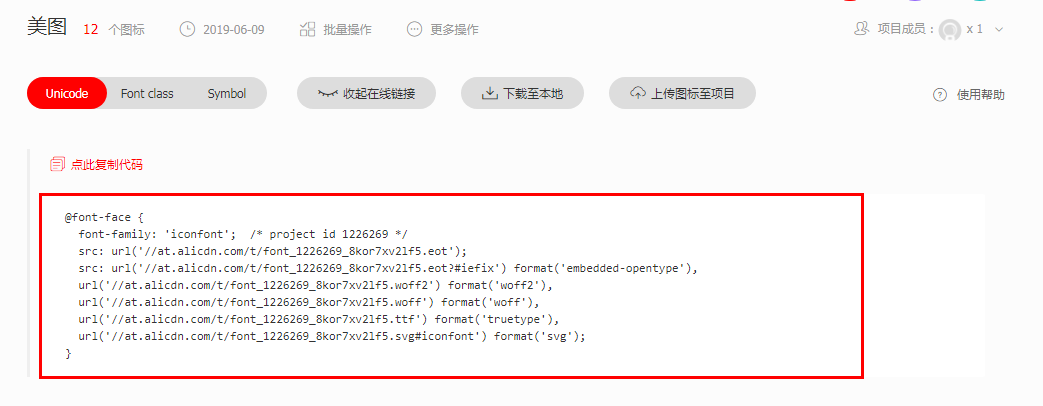 美图 12 个图标 2019-06-09 批量操作 更多操作 项目成员： x 1
Unicode Font class Symbol 收起在线链接 下载至本地 上传图标至项目 使用帮助
点此复制代码
@font-face {
  font-family: 'iconfont';  /* project id 1226269 */
  src: url('//at.alicdn.com/t/font_1226269_8kor7xv2lf5.eot');
  src: url('//at.alicdn.com/t/font_1226269_8kor7xv2lf5.eot?#iefix') format('embedded-opentype'),
  url('//at.alicdn.com/t/font_1226269_8kor7xv2lf5.woff2') format('woff2'),
  url('//at.alicdn.com/t/font_1226269_8kor7xv2lf5.woff') format('woff'),
  url('//at.alicdn.com/t/font_1226269_8kor7xv2lf5.ttf') format('truetype'),
  url('//at.alicdn.com/t/font_1226269_8kor7xv2lf5.svg#iconfont') format('svg');
}